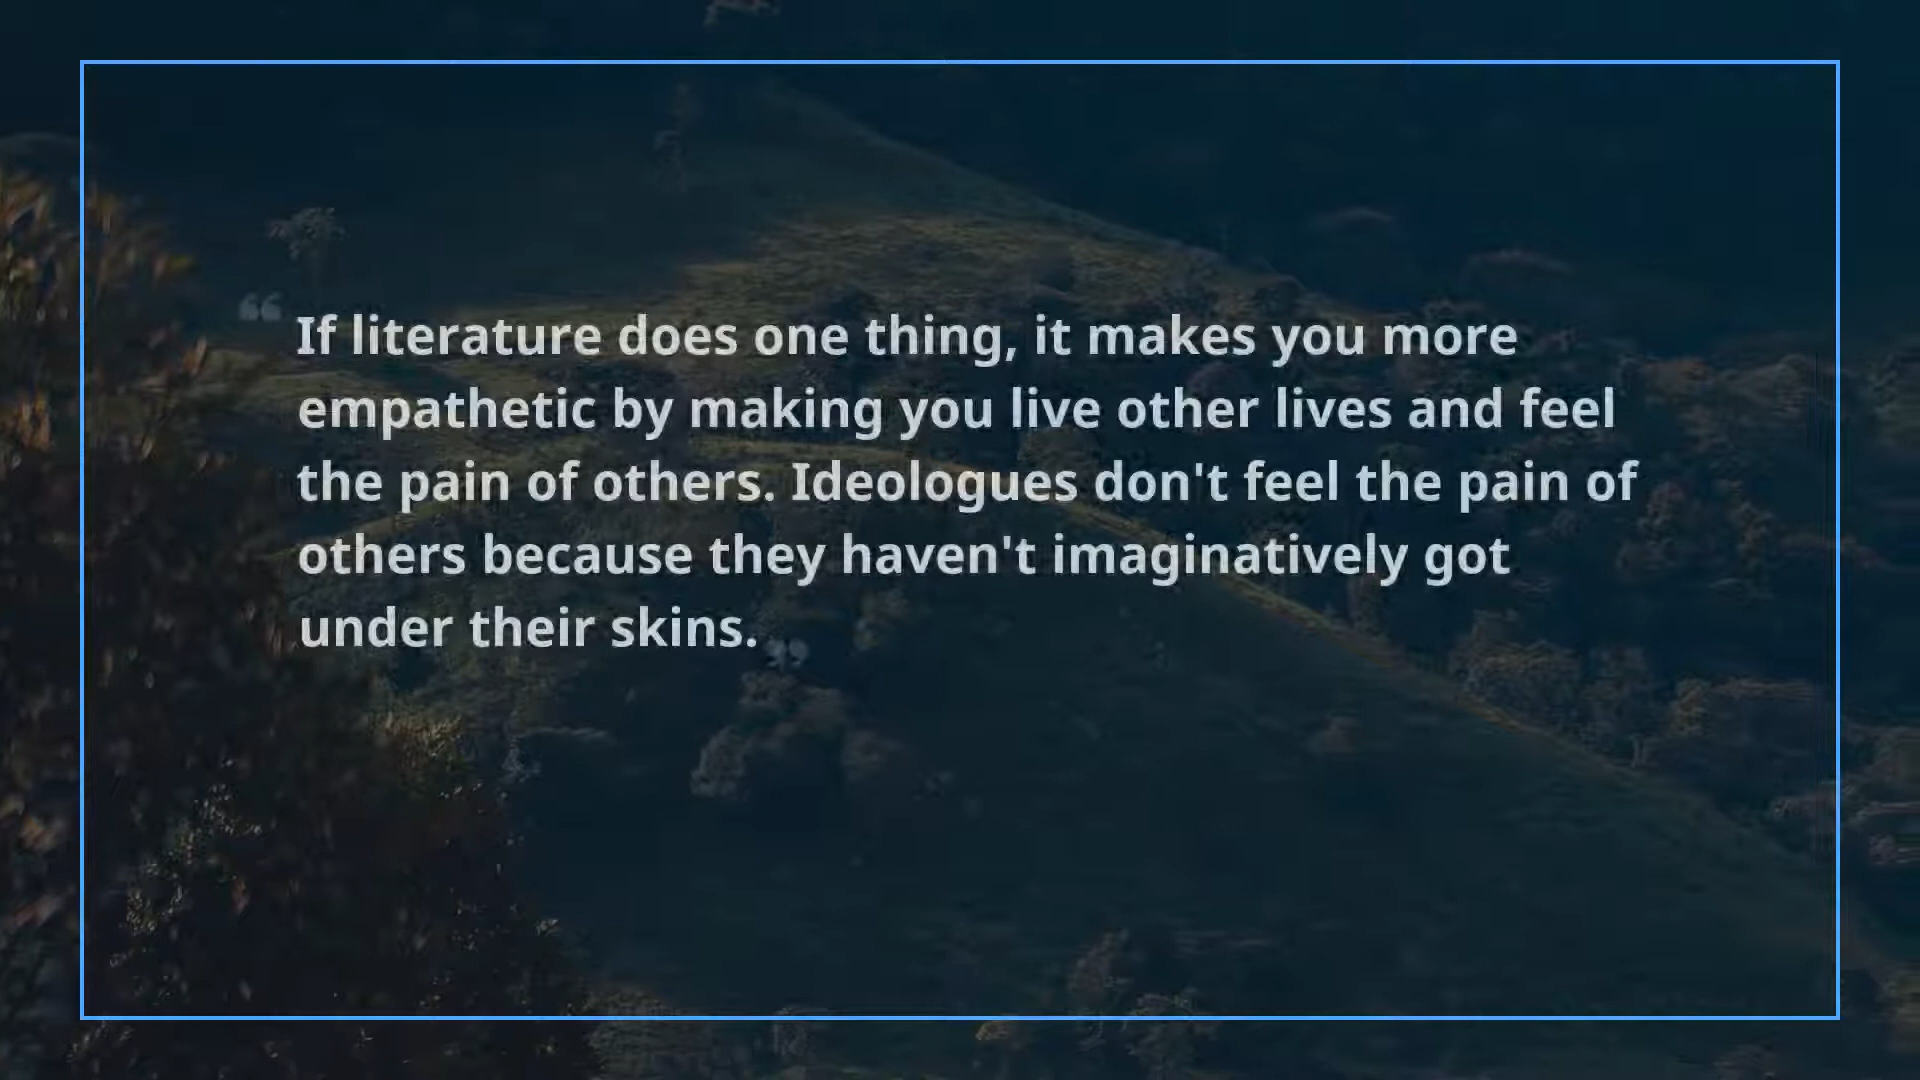 “ If literature does one thing, it makes you more
empathetic by making you live other lives and feel
the pain of others. Ideologues don't feel the pain of
others because they haven't imaginatively got
under their skins. ”